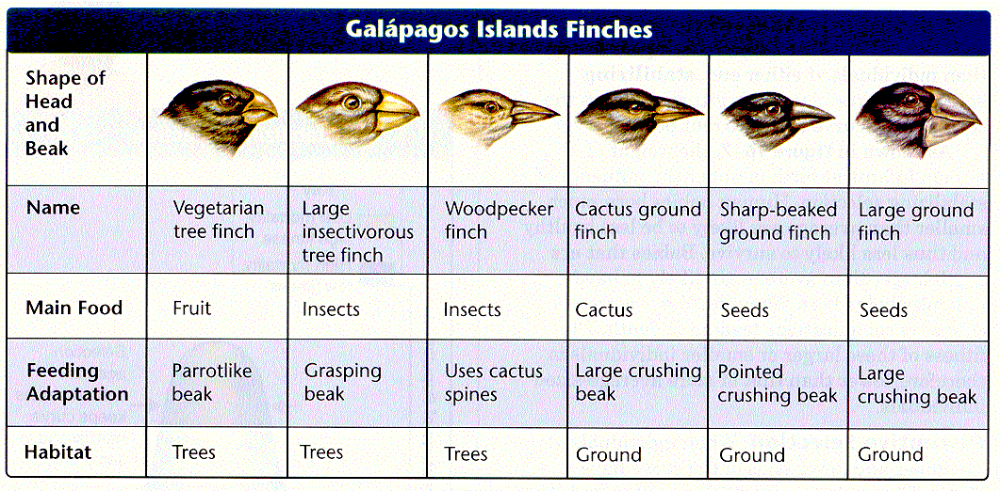 Galápagos Islands Finches
Shape of
Head
and
Beak
Name
Vegetarian
tree finch
Large
insectivorous
tree finch
Woodpecker
finch
Cactus ground
finch
Sharp-beaked
ground finch
Large ground
finch
Main Food
Fruit
Insects
Insects
Cactus
Seeds
Seeds
Feeding
Adaptation
Parrotlike
beak
Grasping
beak
Uses cactus
spines
Large crushing
beak
Pointed
crushing beak
Large
crushing beak
Habitat
Trees
Trees
Trees
Ground
Ground
Ground